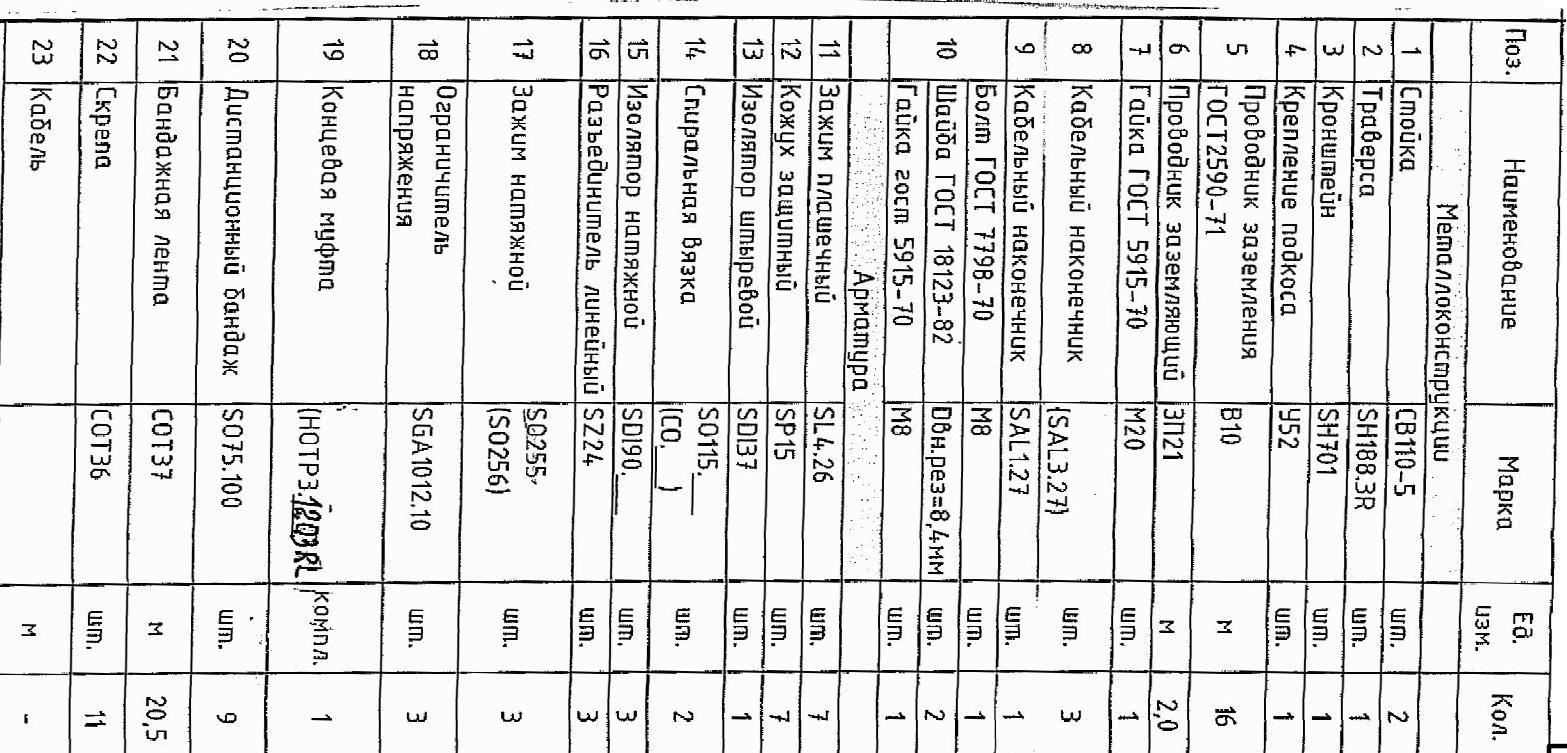 Поз. Наименование Марка Ед. изм. Кол.
Металлоконструкции
1 Стойка СВ110-5 шт. 2
2 Траверса SH188.3R шт. 1
3 Кронштейн SH701 шт. 1
4 Крепление подкоса У52 шт. 1
5 Проводник заземления
ГОСТ2590-71 В10 м 16
6 Проводник заземляющий ЗП21 м 2,0
7 Гайка ГОСТ 5915-70 М20 шт. 1
8 Кабельный наконечник (SAL3.27) шт. 3
9 Кабельный наконечник SAL1.27 шт. 1
10 Болт ГОСТ 7798-70 М8 шт. 1
Шайба ГОСТ 18123-82 Dвн.рез=8,4мм шт. 2
Гайка гост 5915-70 М8 шт. 1
Арматура
11 Зажим плашечный SL4.26 шт. 7
12 Кожух защитный SP15 шт. 7
13 Изолятор штыревой SDI37 шт. 1
14 Спиральная вязка SO115.___
(CO___) шт. 2
15 Изолятор натяжной SDI90.___ шт. 3
16 Разъединитель линейный SZ24 шт. 3
17 Зажим натяжной SO255,
(SO256) шт. 3
18 Ограничитель
напряжения SGA1012.10 шт. 3
19 Концевая муфта (НОТР3.1203RL компл. 1
20 Дистанционный бандаж SO75.100 шт. 9
21 Бандажная лента COT37 м 20,5
22 Скрепа COT36 шт. 11
23 Кабель м -